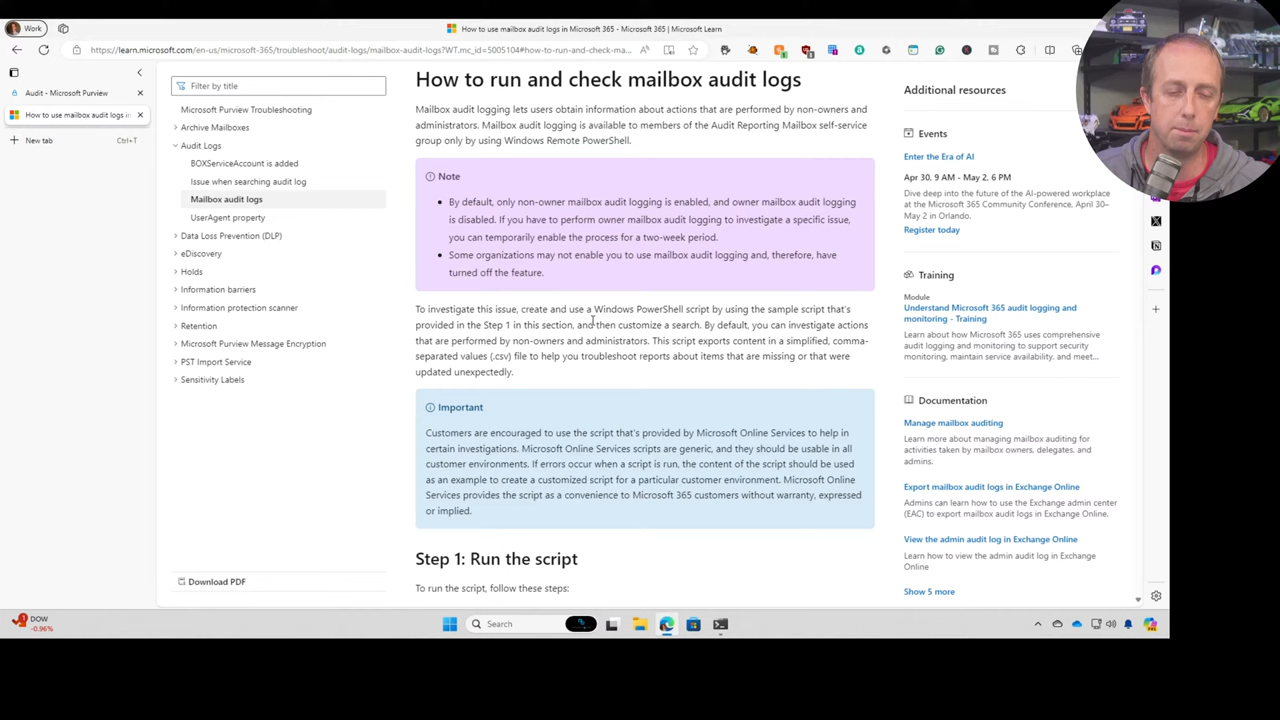 Work
How to use mailbox audit logs in Microsoft 365 - Microsoft 365 | Microsoft Learn
https://learn.microsoft.com/en-us/microsoft-365/troubleshoot/audit-logs/mailbox-audit-logs?WT.mc_id=5005104#how-to-run-and-check-ma...
Audit - Microsoft Purview
How to use mailbox audit logs in
New tab
Ctrl+T
Filter by title
Microsoft Purview Troubleshooting
Archive Mailboxes
Audit Logs
BOXServiceAccount is added
Issue when searching audit log
Mailbox audit logs
UserAgent property
Data Loss Prevention (DLP)
eDiscovery
Holds
Information barriers
Information protection scanner
Retention
Microsoft Purview Message Encryption
PST Import Service
Sensitivity Labels
Download PDF
How to run and check mailbox audit logs
Mailbox audit logging lets users obtain information about actions that are performed by non-owners and
administrators. Mailbox audit logging is available to members of the Audit Reporting Mailbox self-service
group only by using Windows Remote PowerShell.
Note
• By default, only non-owner mailbox audit logging is enabled, and owner mailbox audit logging
is disabled. If you have to perform owner mailbox audit logging to investigate a specific issue,
you can temporarily enable the process for a two-week period.
• Some organizations may not enable you to use mailbox audit logging and, therefore, have
turned off the feature.
To investigate this issue, create and use a Windows PowerShell script by using the sample script that's
provided in the Step 1 in this section, and then customize a search. By default, you can investigate actions
that are performed by non-owners and administrators. This script exports content in a simplified, comma-
separated values (.csv) file to help you troubleshoot reports about items that are missing or that were
updated unexpectedly.
Important
Customers are encouraged to use the script that's provided by Microsoft Online Services to help in
certain investigations. Microsoft Online Services scripts are generic, and they should be usable in all
customer environments. If errors occur when a script is run, the content of the script should be used
as an example to create a customized script for a particular customer environment. Microsoft Online
Services provides the script as a convenience to Microsoft 365 customers without warranty, expressed
or implied.
Step 1: Run the script
To run the script, follow these steps:
Additional resources
Events
Enter the Era of AI
Apr 30, 9 AM - May 2, 6 PM
Dive deep into the future of the AI-powered workplace
at the Microsoft 365 Community Conference, April 30–
May 2 in Orlando.
Register today
Training
Module
Understand Microsoft 365 audit logging and
monitoring - Training
Learn about how Microsoft 365 uses comprehensive
audit logging and monitoring to support security
monitoring, maintain service availability, and meet...
Documentation
Manage mailbox auditing
Learn more about managing mailbox auditing for
activities taken by mailbox owners, delegates, and
admins.
Export mailbox audit logs in Exchange Online
Admins can learn how to use the Exchange admin center
(EAC) to export mailbox audit logs in Exchange Online.
View the admin audit log in Exchange Online
Learn how to view the admin audit log in Exchange
Online
Show 5 more
DOW
-0.96%
Search